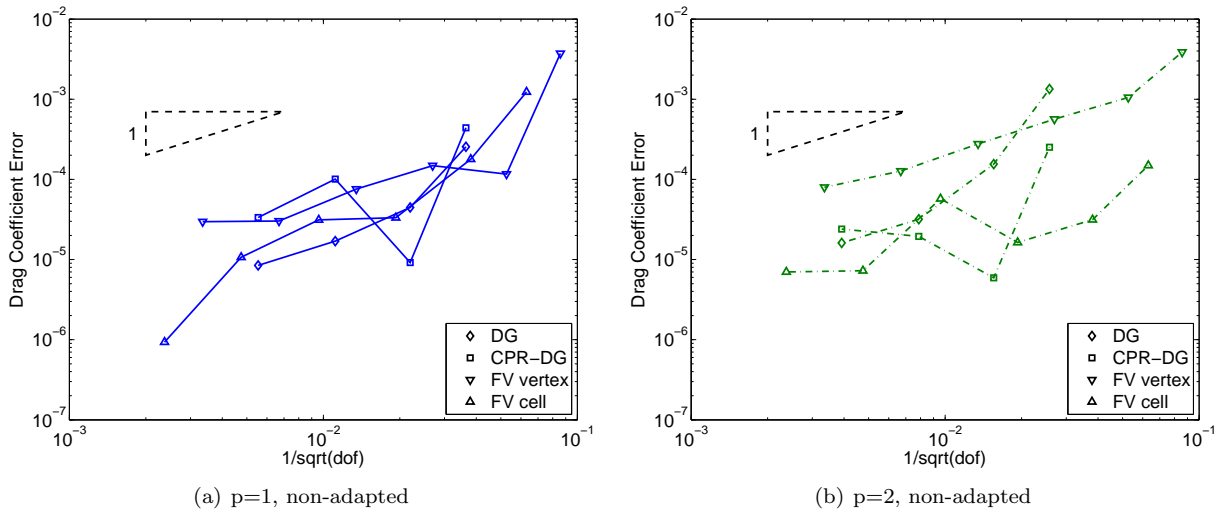 10^−2
10^−3
10^−4
10^−5
10^−6
10^−7
Drag Coefficient Error
1
DG
CPR−DG
FV vertex
FV cell
10^−3
10^−2
10^−1
1/sqrt(dof)
(a) p=1, non-adapted
10^−2
10^−3
10^−4
10^−5
10^−6
10^−7
Drag Coefficient Error
1
DG
CPR−DG
FV vertex
FV cell
10^−3
10^−2
10^−1
1/sqrt(dof)
(b) p=2, non-adapted